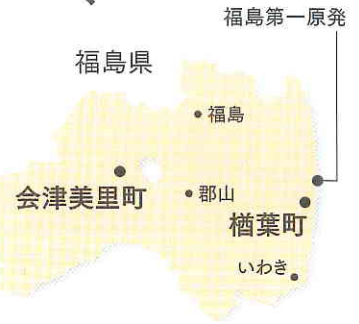 福島第一原発
福島県
福島
会津美里町
郡山
楢葉町
いわき